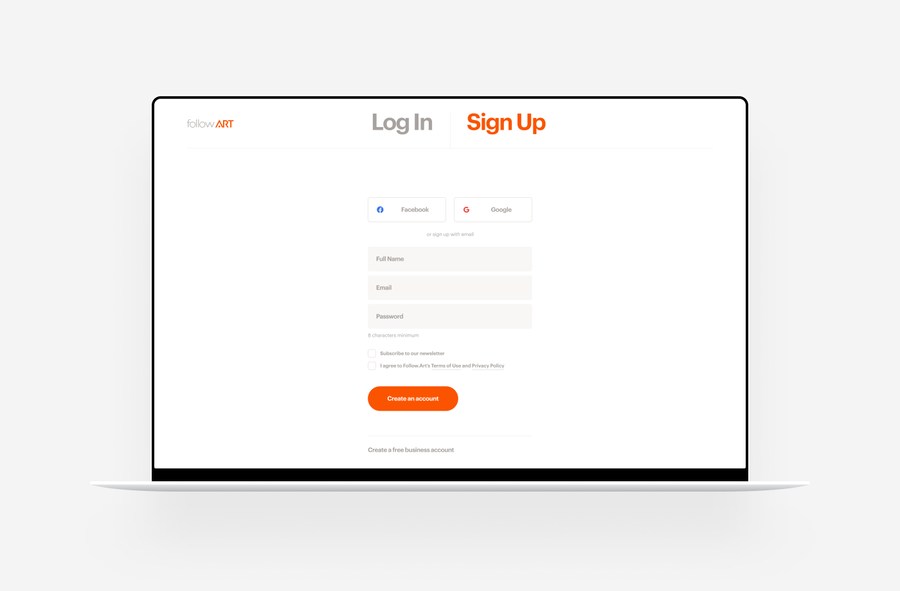 followART
Log In
Sign Up
Facebook
Google
or sign up with email
Full Name
Email
Password
8 characters minimum
Subscribe to our newsletter
I agree to Follow.Art's Terms of Use and Privacy Policy
Create an account
Create a free business account